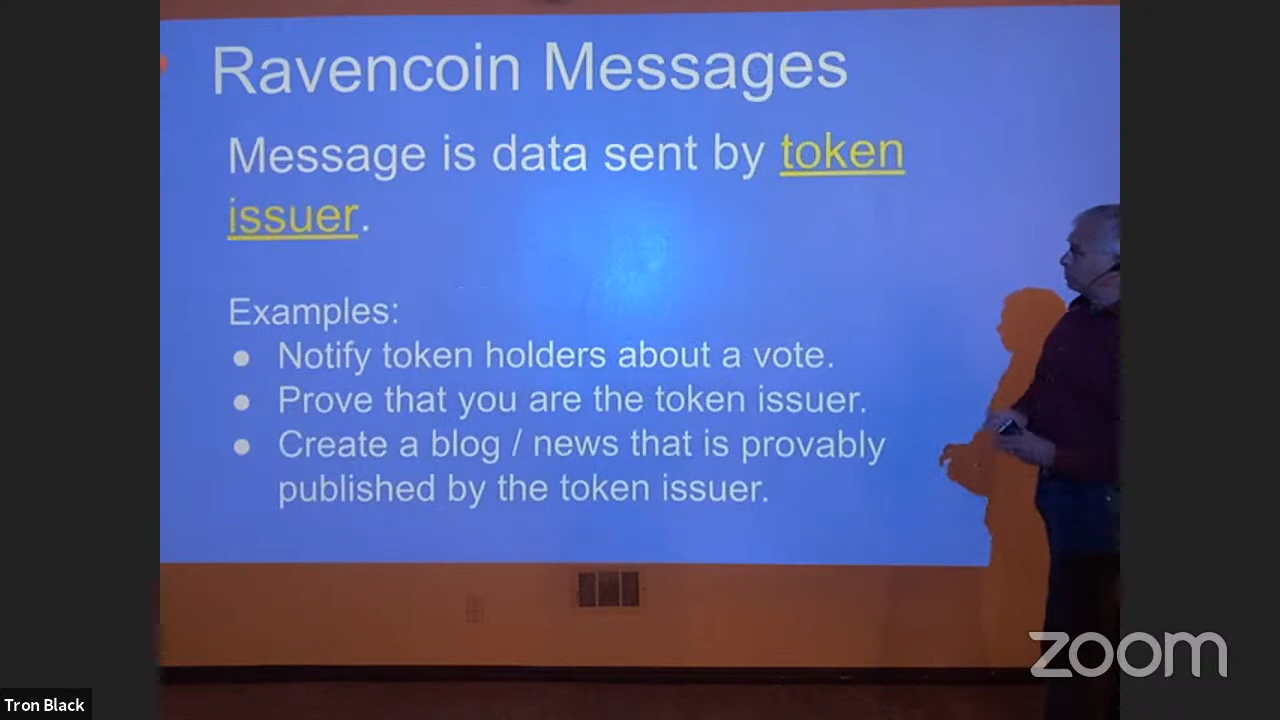 Ravencoin Messages
Message is data sent by token
issuer.
Examples:
● Notify token holders about a vote.
● Prove that you are the token issuer.
● Create a blog / news that is provably
published by the token issuer.
zoom
Tron Black